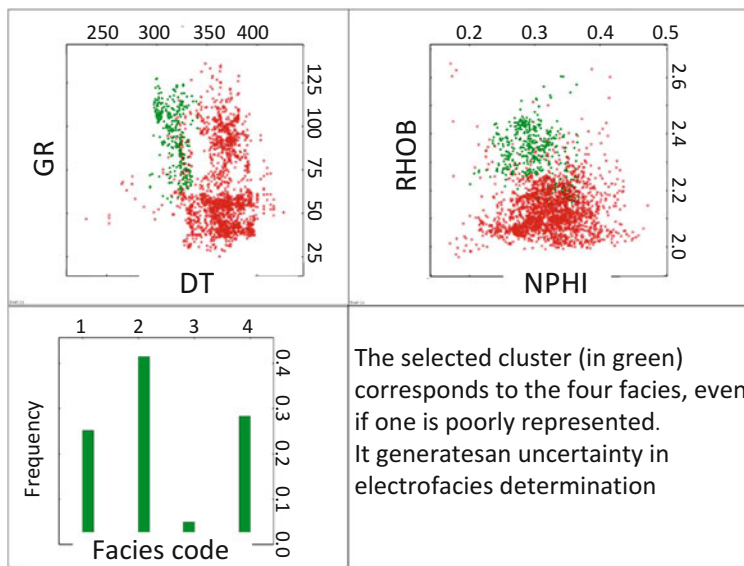 250 300 350 400
125
100
75
50
25
GR
DT
0.2 0.3 0.4 0.5
2.6
2.4
2.2
2.0
RHOB
NPHI
1 2 3 4
0.4
0.3
0.2
0.1
0.0
Frequency
Facies code
The selected cluster (in green)
corresponds to the four facies, even
if one is poorly represented.
It generatesan uncertainty in
electrofacies determination